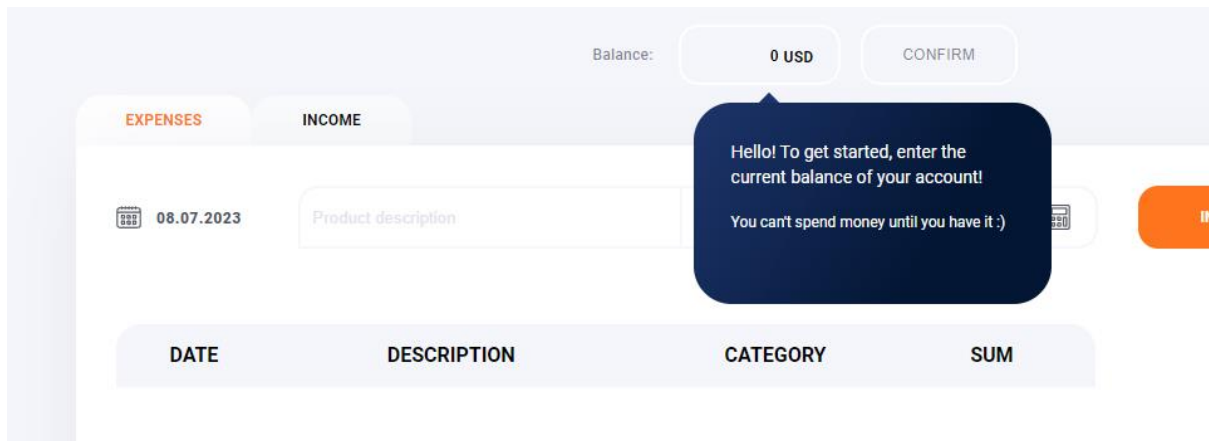 Balance: 0 USD CONFIRM
EXPENSES INCOME
Hello! To get started, enter the
current balance of your account!
08.07.2023 Product description
You can't spend money until you have it :)
DATE DESCRIPTION CATEGORY SUM